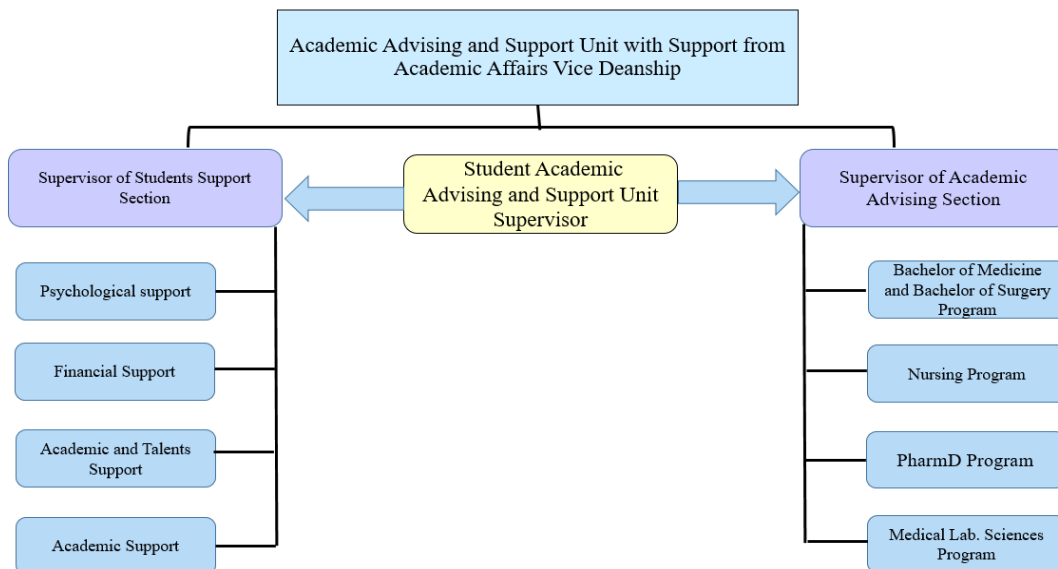 Academic Advising and Support Unit with Support from
Academic Affairs Vice Deanship
Supervisor of Students Support
Section
Student Academic
Advising and Support Unit
Supervisor
Supervisor of Academic
Advising Section
Psychological support
Financial Support
Academic and Talents
Support
Academic Support
Bachelor of Medicine
and Bachelor of Surgery
Program
Nursing Program
PharmD Program
Medical Lab. Sciences
Program